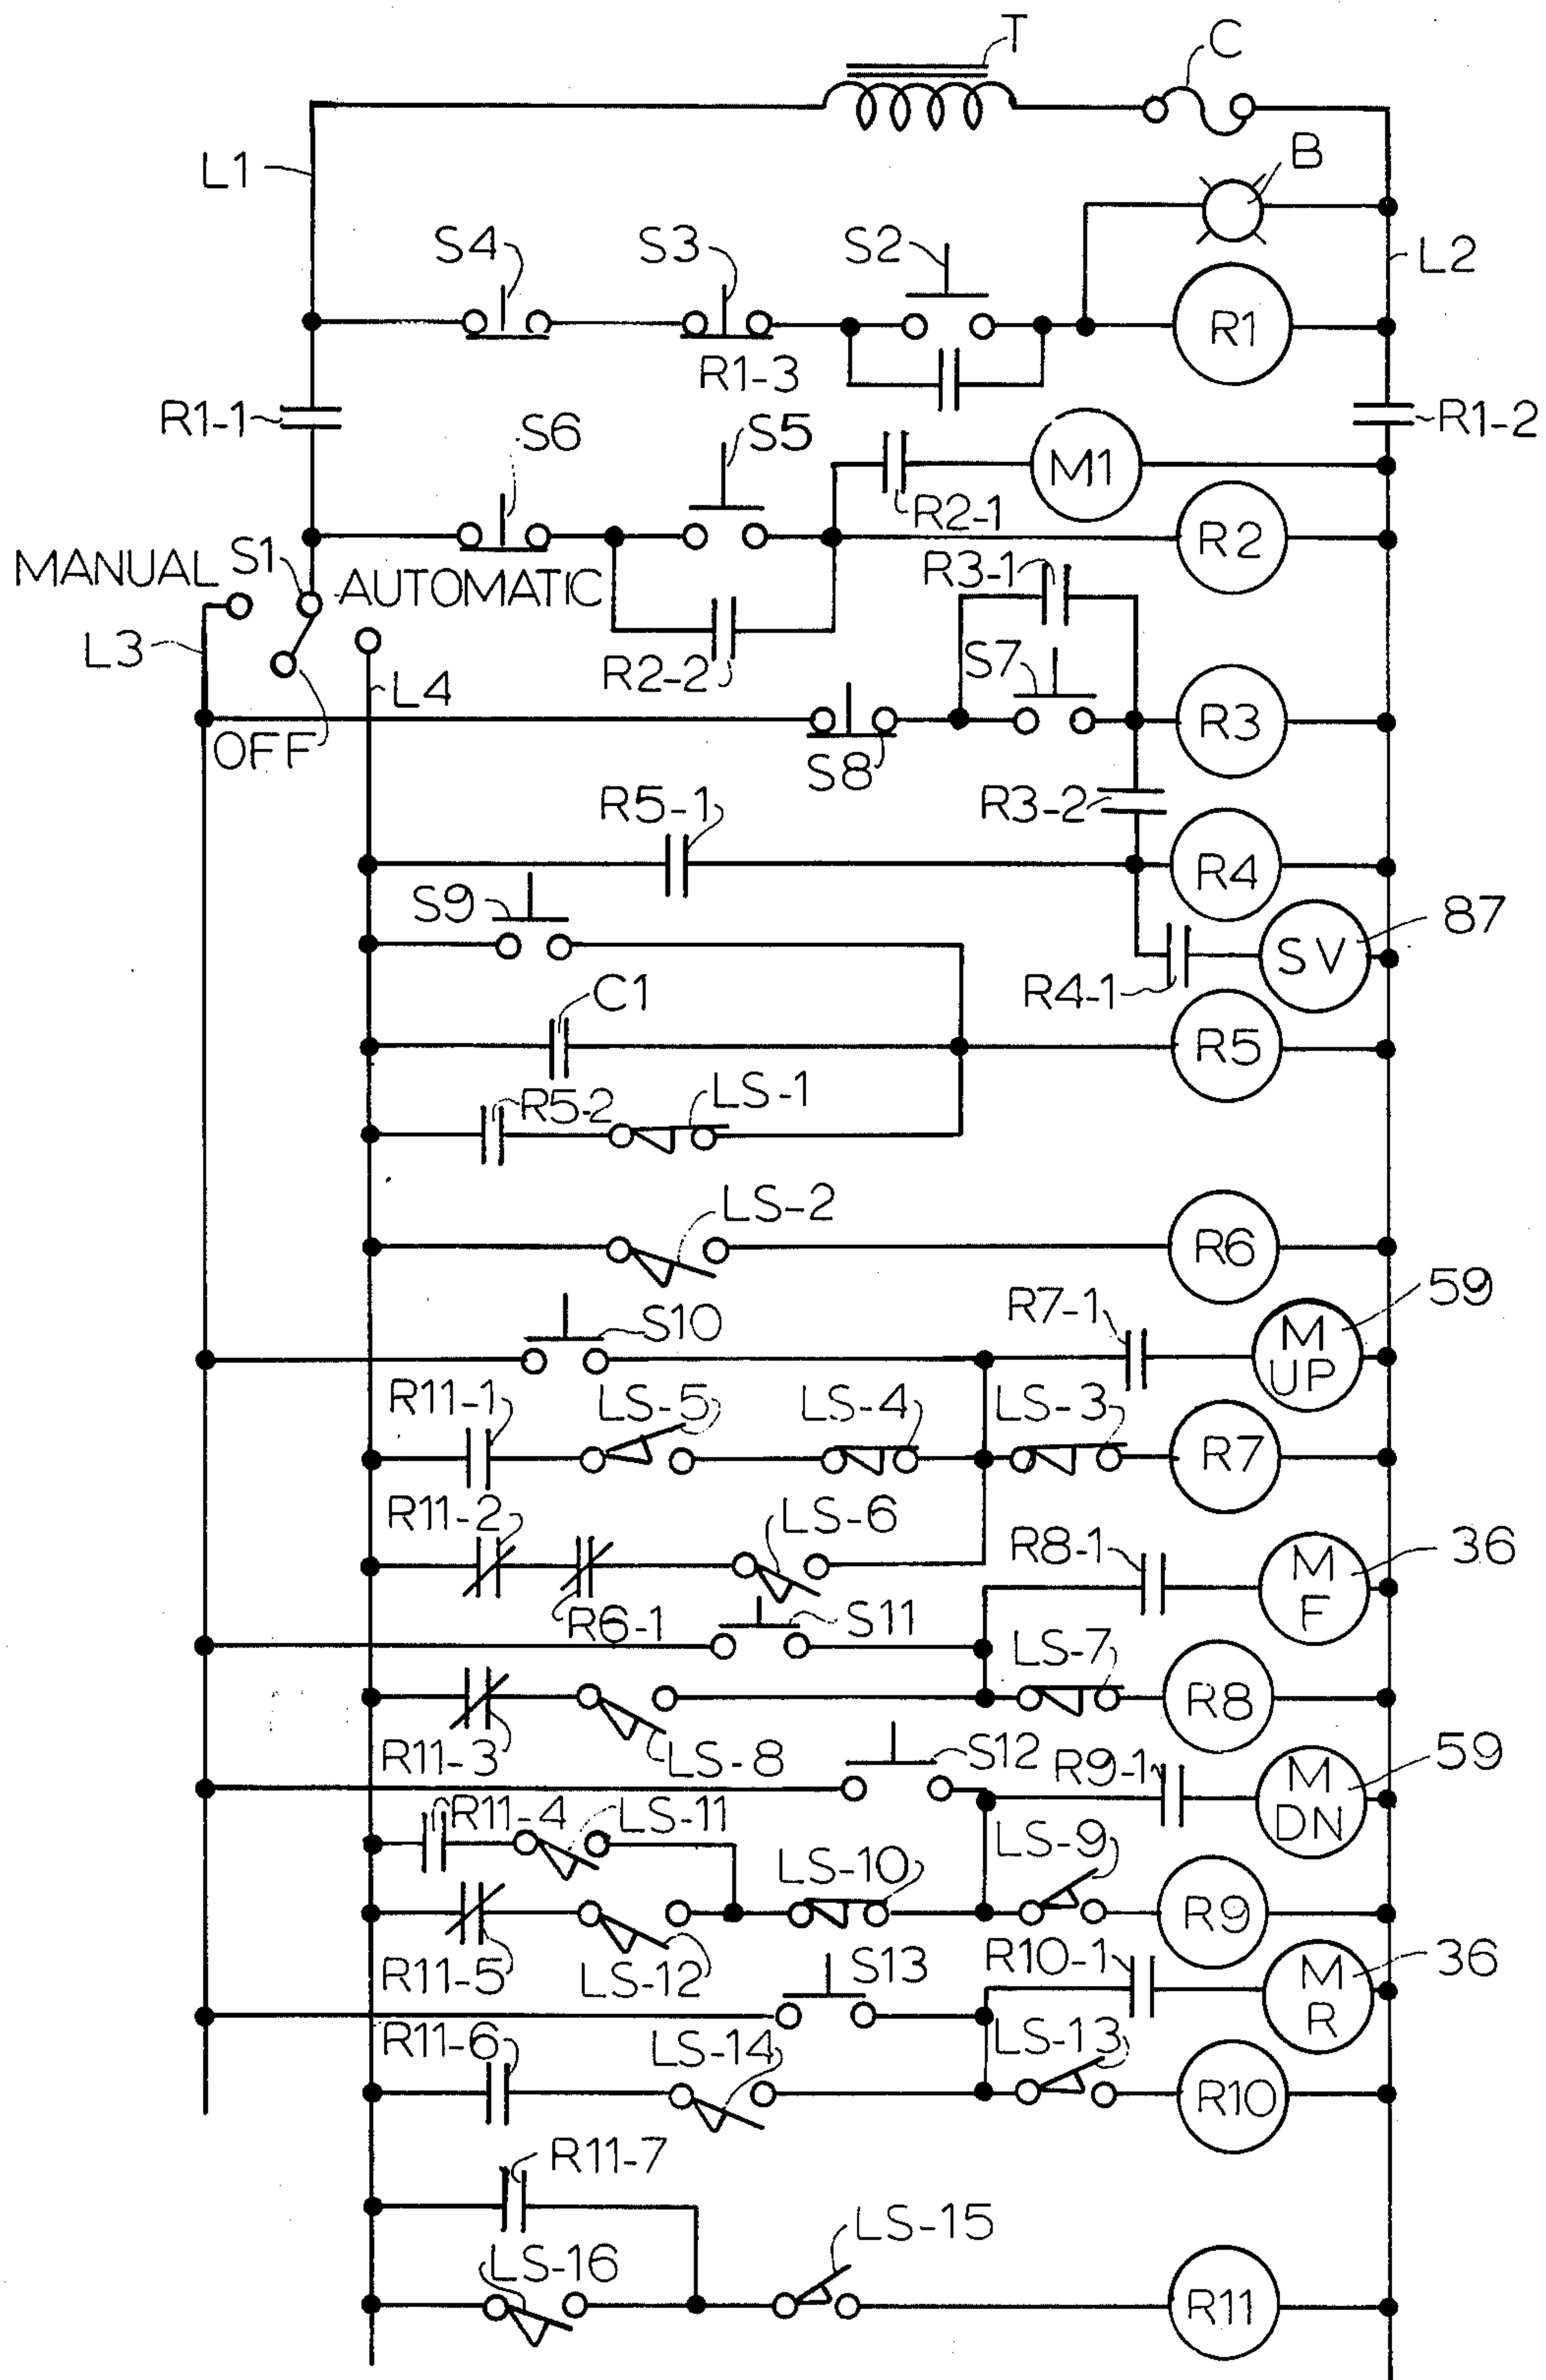 T
C
L1
B
S4
S3
S2
L2
R1
R1-3
R1-1
R1-2
S6
S5
M1
R2-1
R2
MANUAL
S1
AUTOMATIC
R3-1
L3
R2-2
S7
L4
R3
OFF
S8
R5-1
R3-2
R4
S9
87
SV
C1
R4-1
R5
R5-2
LS-1
LS-2
R6
59
S10
R7-1
M
UP
R11-1
LS-5
LS-4
LS-3
R7
R11-2
LS-6
R8-1
36
M
F
R6-1
S11
LS-7
R8
R11-3
LS-8
S12
R9-1
59
M
DN
R11-4
LS-11
LS-10
LS-9
R9
R11-5
LS-12
S13
R10-1
36
M
R
R11-6
LS-14
LS-13
R10
R11-7
LS-15
LS-16
R11